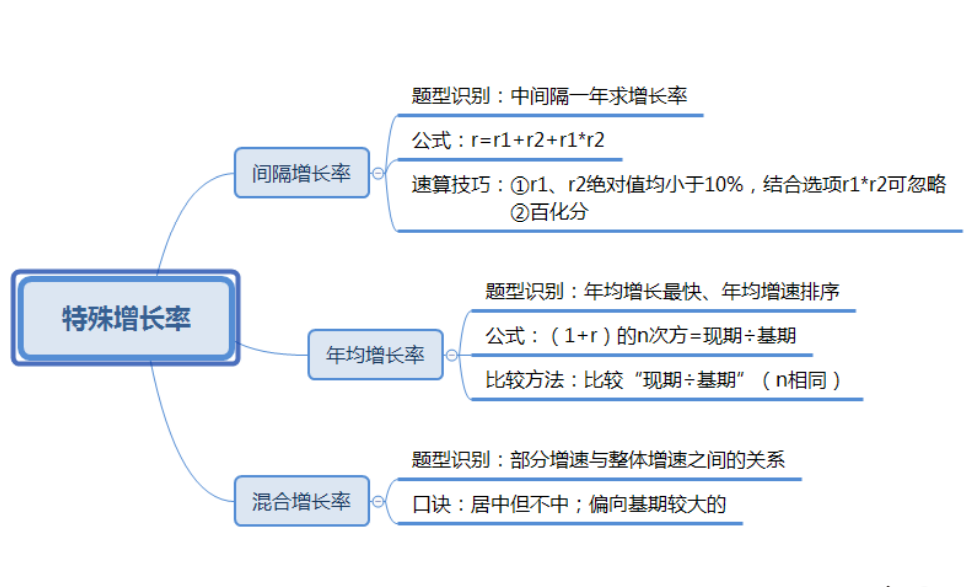 题型识别：中间隔一年求增长率
公式：r=r1+r2+r1*r2
间隔增长率
速算技巧：①r1、r2绝对值均小于10%，结合选项r1*r2可忽略
②百化分
特殊增长率
题型识别：年均增长最快、年均增速排序
公式：（1+r）的n次方=现期÷基期
年均增长率
比较方法：比较“现期÷基期”（n相同）
题型识别：部分增速与整体增速之间的关系
混合增长率
口诀：居中但不中；偏向基期较大的